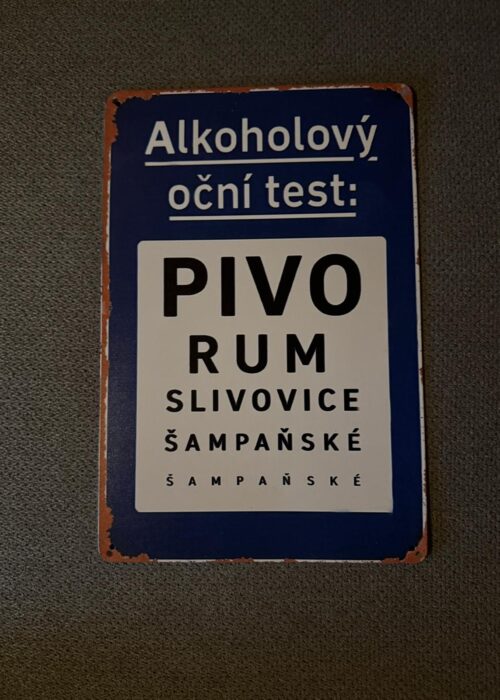 Alkoholový
oční test:
PIVO
RUM
SLIVOVICE
ŠAMPAŇSKÉ
ŠAMPAŇSKÉ